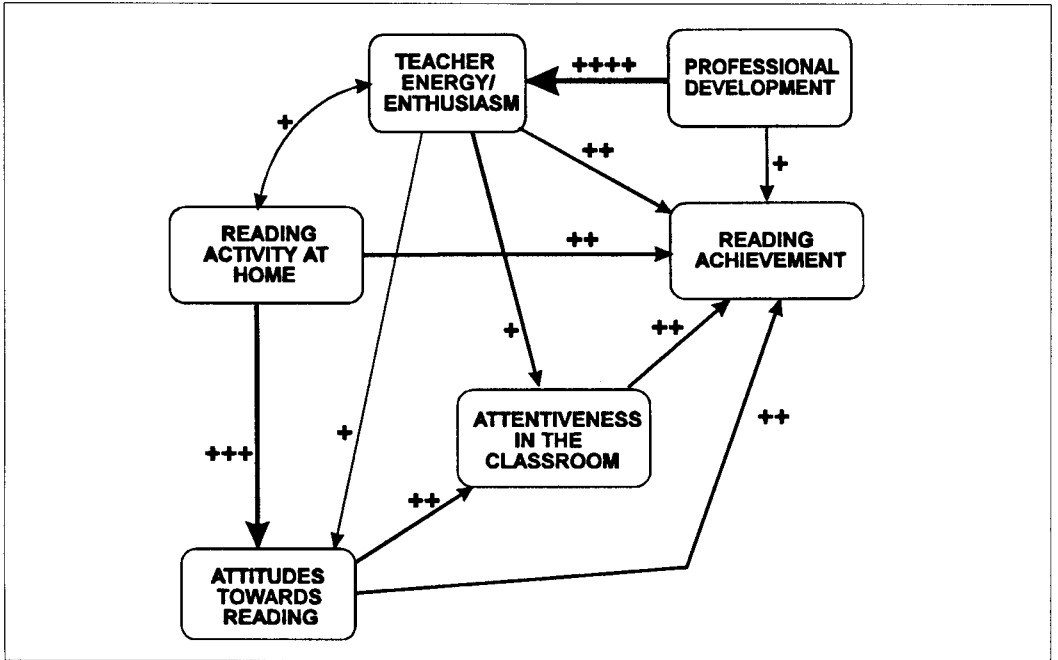 TEACHER
ENERGY/
ENTHUSIASM
++++
PROFESSIONAL
DEVELOPMENT
+
++
+
READING
ACTIVITY AT
HOME
++
READING
ACHIEVEMENT
+
++
ATTENTIVENESS
IN THE
CLASSROOM
++
+
+++
++
ATTITUDES
TOWARDS
READING